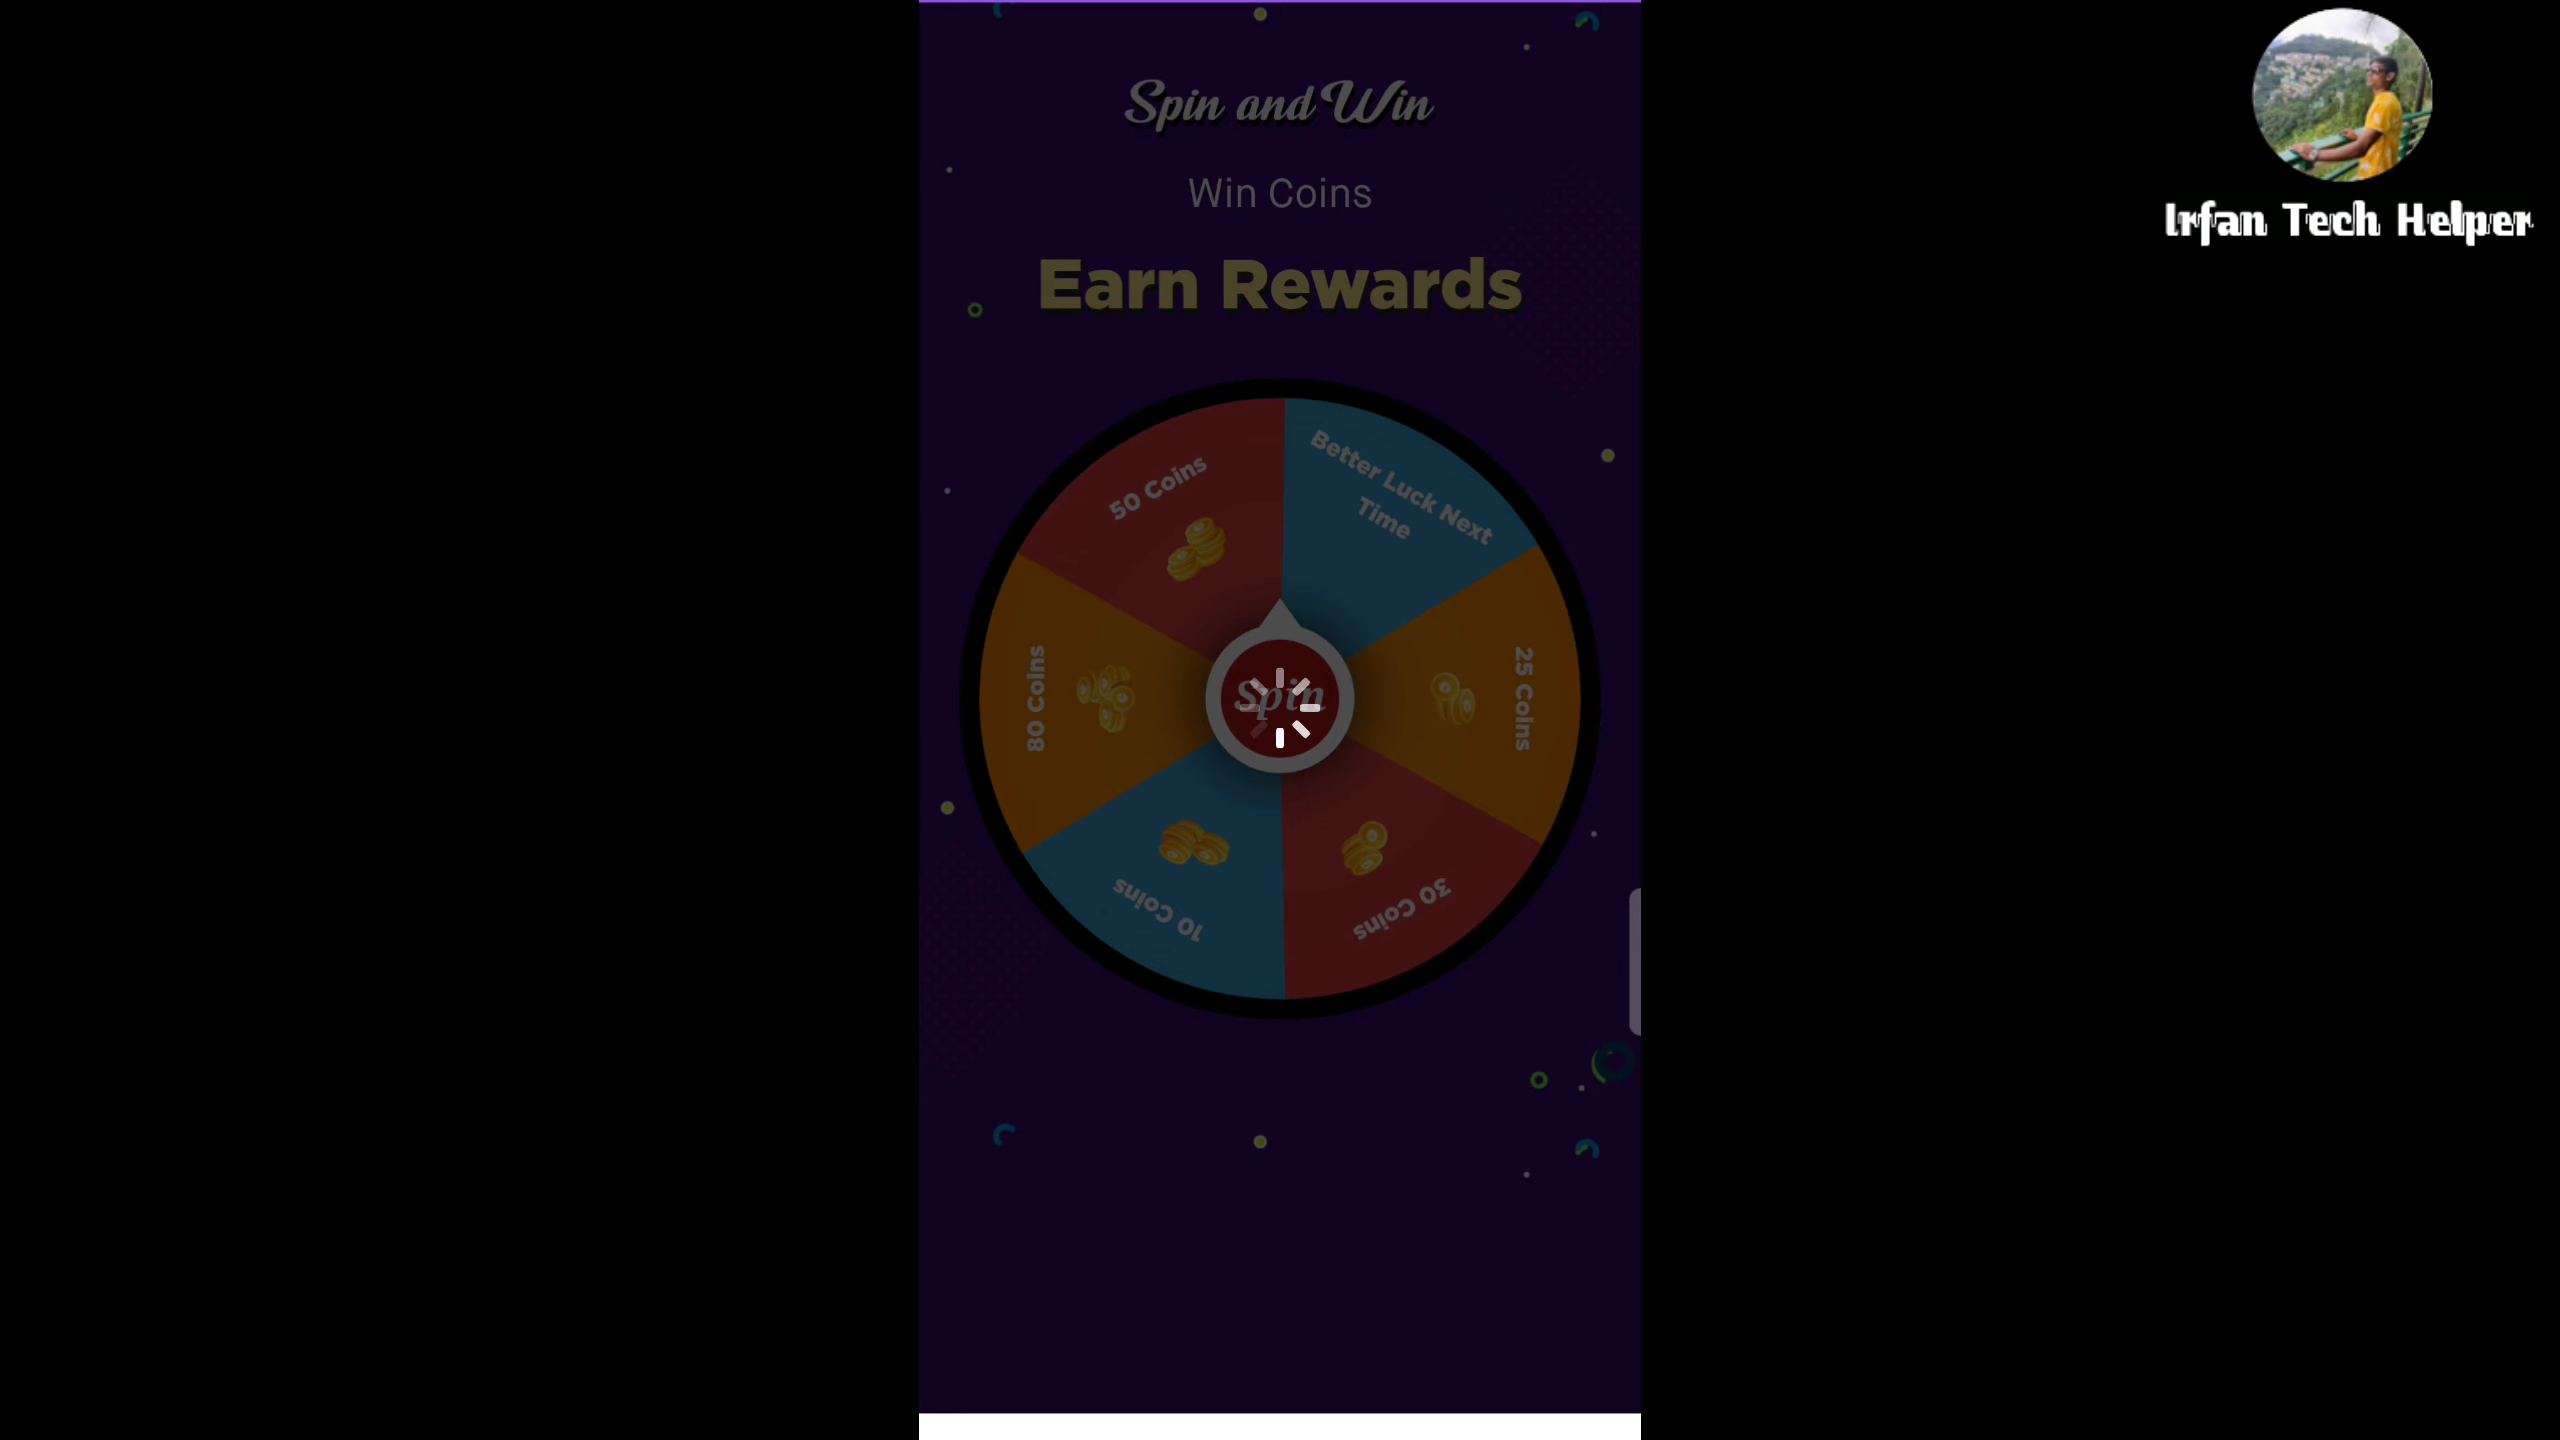 Spin and Win
Irfan Tech Helper
Win Coins
Earn Rewards
50 Coins
Better Luck Next
Time
80 Coins
Spin
25 Coins
10 Coins
30 Coins